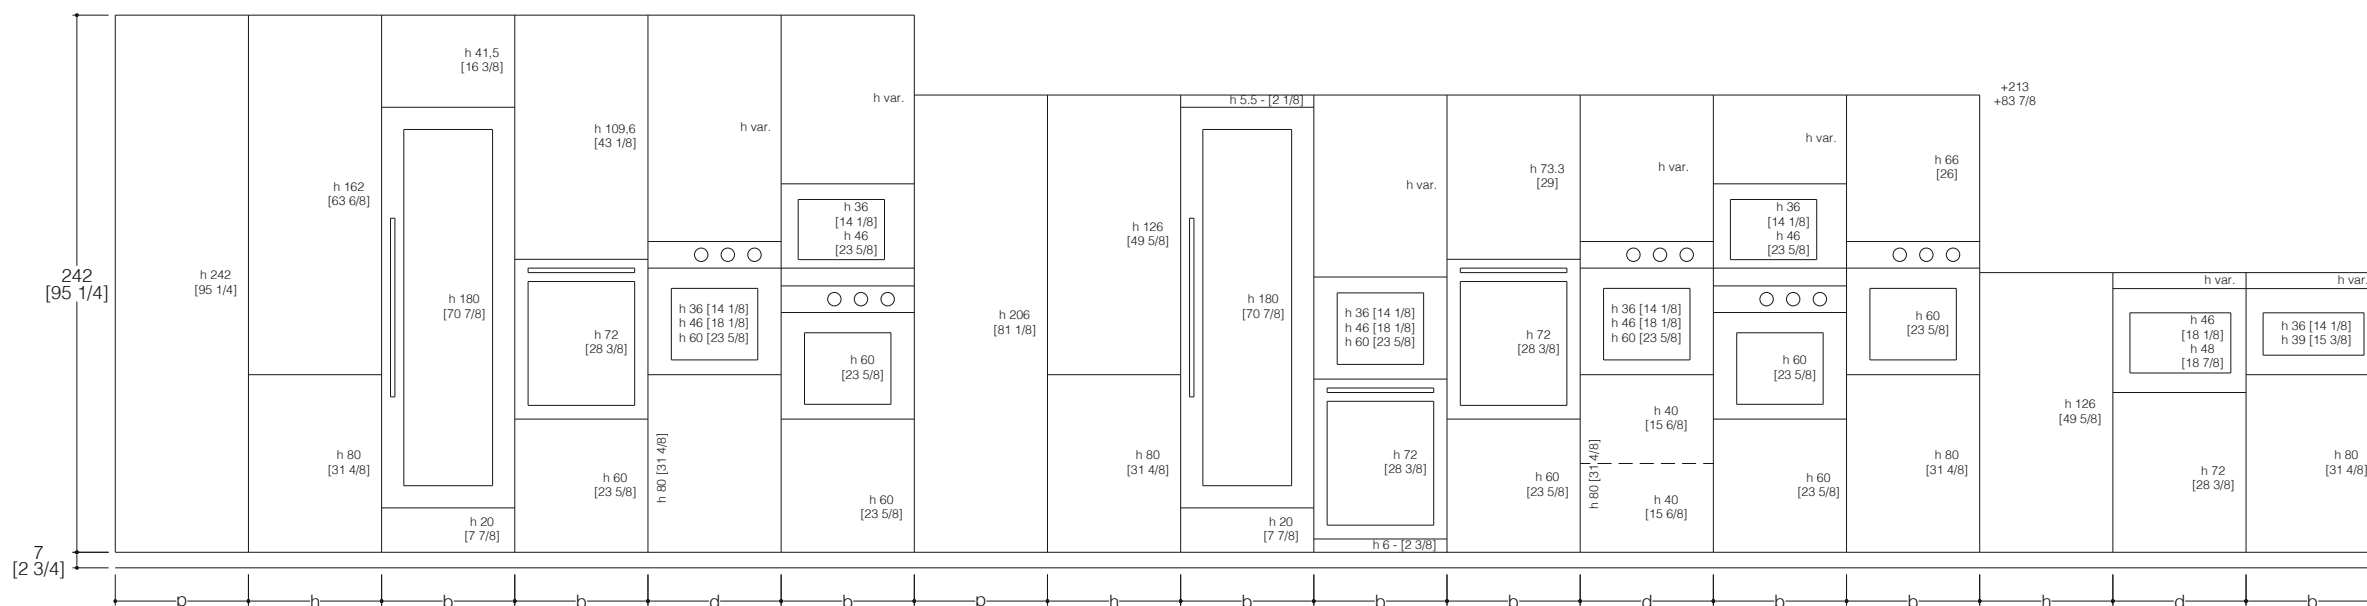 242
[95 1/4]
7
[2 3/4]
h 242
[95 1/4]
h 162
[63 6/8]
h 80
[31 4/8]
h 41,5
[16 3/8]
h 180
[70 7/8]
h 20
[7 7/8]
h 109,6
[43 1/8]
h 72
[28 3/8]
h 60
[23 5/8]
h var.
h 36 [14 1/8]
h 46 [18 1/8]
h 60 [23 5/8]
h 80 [31 4/8]
h var.
h 36
[14 1/8]
h 46
[23 5/8]
h 60
[23 5/8]
h 60
[23 5/8]
h 206
[81 1/8]
h 126
[49 5/8]
h 80
[31 4/8]
h 5.5 - [2 1/8]
h 180
[70 7/8]
h 20
[7 7/8]
h var.
h 36 [14 1/8]
h 46 [18 1/8]
h 60 [23 5/8]
h 72
[28 3/8]
h 6 - [2 3/8]
h 73.3
[29]
h 72
[28 3/8]
h 60
[23 5/8]
h var.
h 36 [14 1/8]
h 46 [18 1/8]
h 60 [23 5/8]
h 40
[15 6/8]
h 80 [31 4/8]
h 40
[15 6/8]
h var.
h 36
[14 1/8]
h 46
[23 5/8]
h 60
[23 5/8]
h 60
[23 5/8]
h 66
[26]
h 60
[23 5/8]
h 80
[31 4/8]
+213
+83 7/8
h 126
[49 5/8]
h var.
h 46
[18 1/8]
h 48
[18 7/8]
h 72
[28 3/8]
h var.
h 36 [14 1/8]
h 39 [15 3/8]
h 80
[31 4/8]